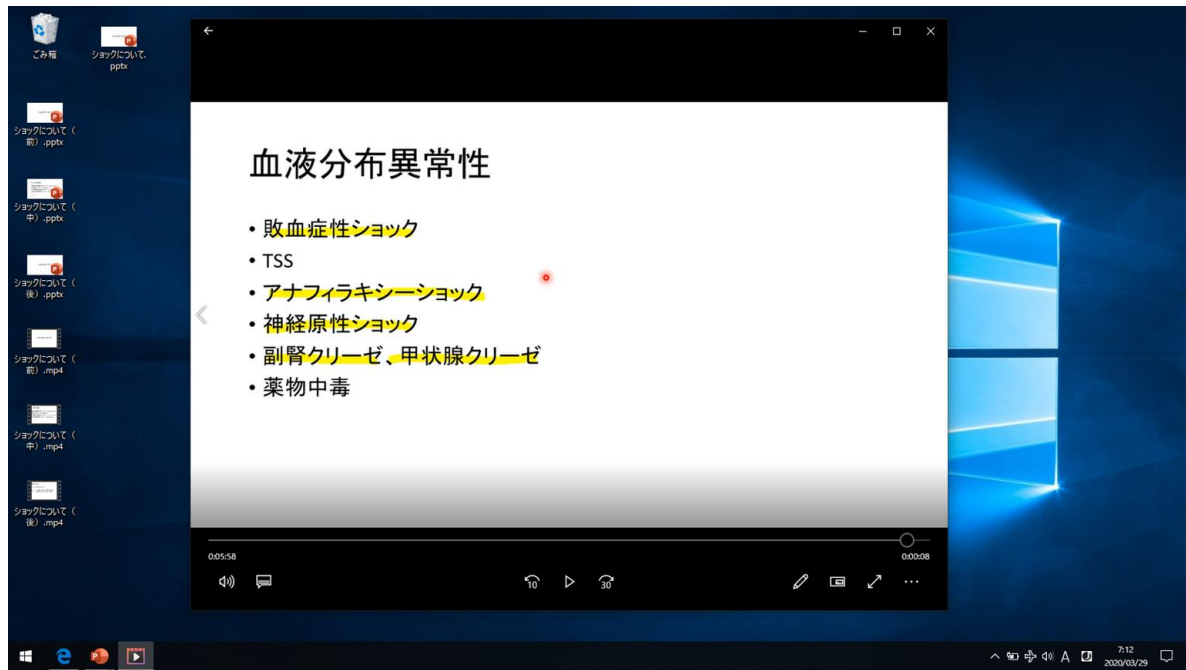 ごみ箱
ショックについて.
pptx
ショックについて（
前）.pptx
ショックについて（
中）.pptx
ショックについて（
後）.pptx
ショックについて（
前）.mp4
ショックについて（
中）.mp4
ショックについて（
後）.mp4
血液分布異常性
• 敗血症性ショック
• TSS
• アナフィラキシーショック
• 神経原性ショック
• 副腎クリーゼ、甲状腺クリーゼ
• 薬物中毒
0:05:58
0:00:08
10
30
A
7:12
2020/03/29